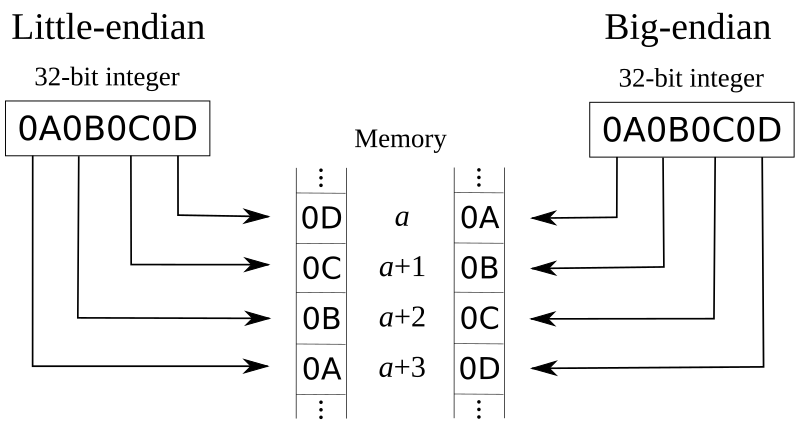 Little-endian
Big-endian
32-bit integer
32-bit integer
0A0B0C0D
0A0B0C0D
Memory
⋮ ⋮
0D a 0A
0C a+1 0B
0B a+2 0C
0A a+3 0D
⋮ ⋮